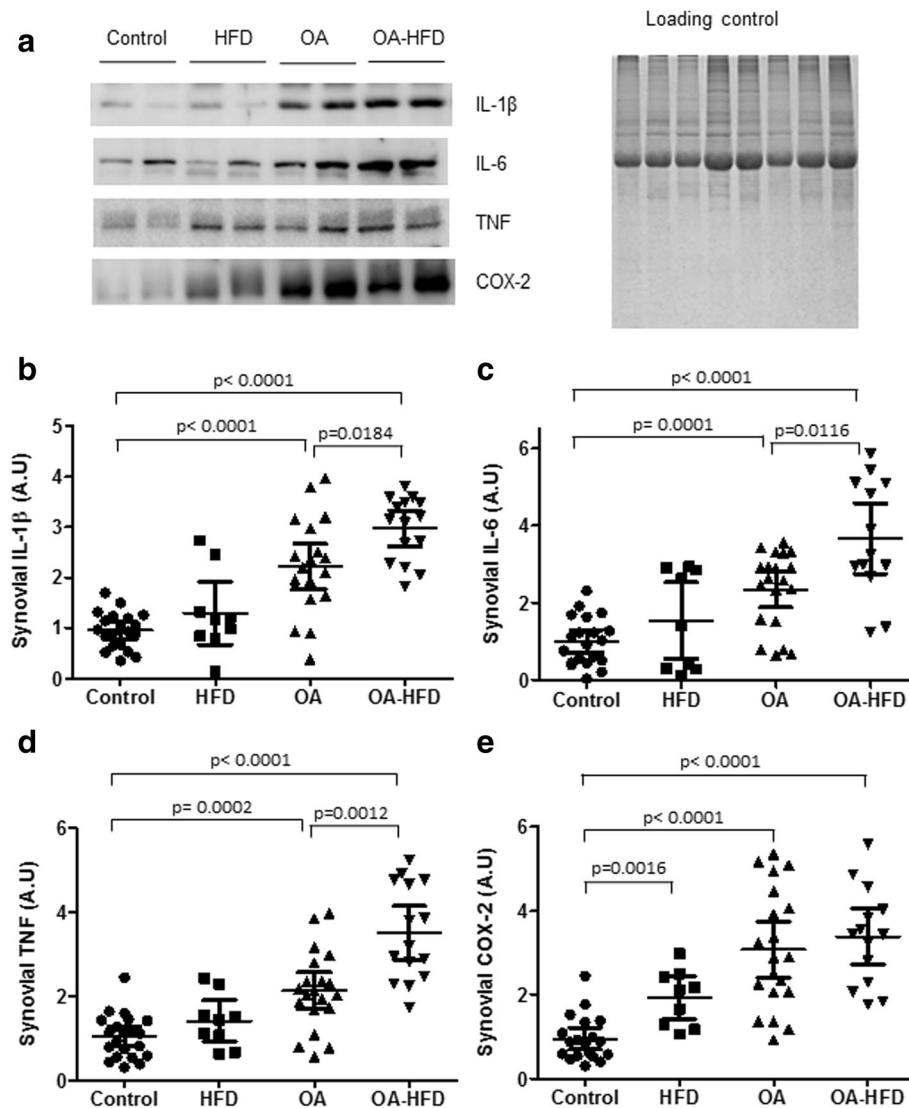 a
Control HFD OA OA-HFD
Loading control
IL-1β
IL-6
TNF
COX-2
b
p< 0.0001
p< 0.0001
p=0.0184
Synovlal IL-1β (A.U)
5
4
3
2
1
0
Control HFD OA OA-HFD
c
p< 0.0001
p= 0.0001
p=0.0116
Synovlal IL-6 (A.U)
6
4
2
0
Control HFD OA OA-HFD
d
p< 0.0001
p= 0.0002
p=0.0012
Synovlal TNF (A.U)
6
4
2
0
Control HFD OA OA-HFD
e
p< 0.0001
p< 0.0001
p=0.0016
Synovlal COX-2 (A.U)
6
4
2
0
Control HFD OA OA-HFD